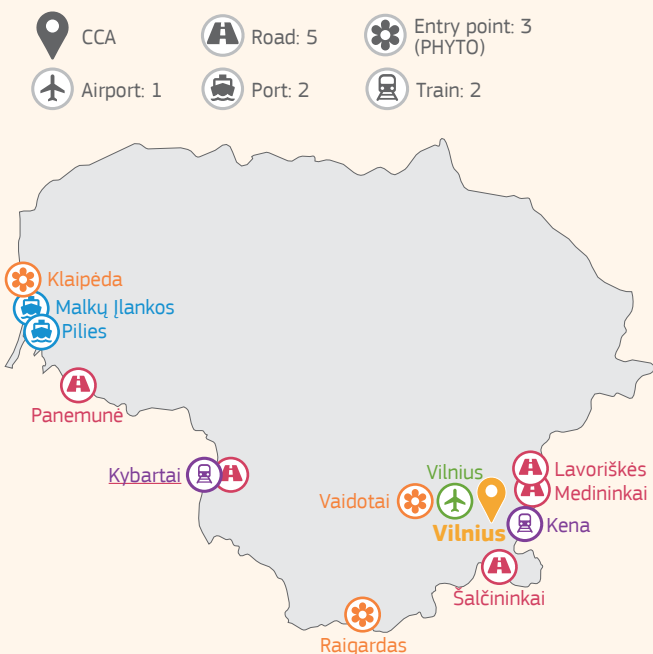 CCA
Road: 5
Entry point: 3
(PHYTO)
Airport: 1
Port: 2
Train: 2
Klaipėda
Malkų Įlankos
Pilies
Panemunė
Kybartai
Vilnius
Lavoriškės
Vaidotai
Medininkai
Vilnius
Kena
Šalčininkai
Raigardas